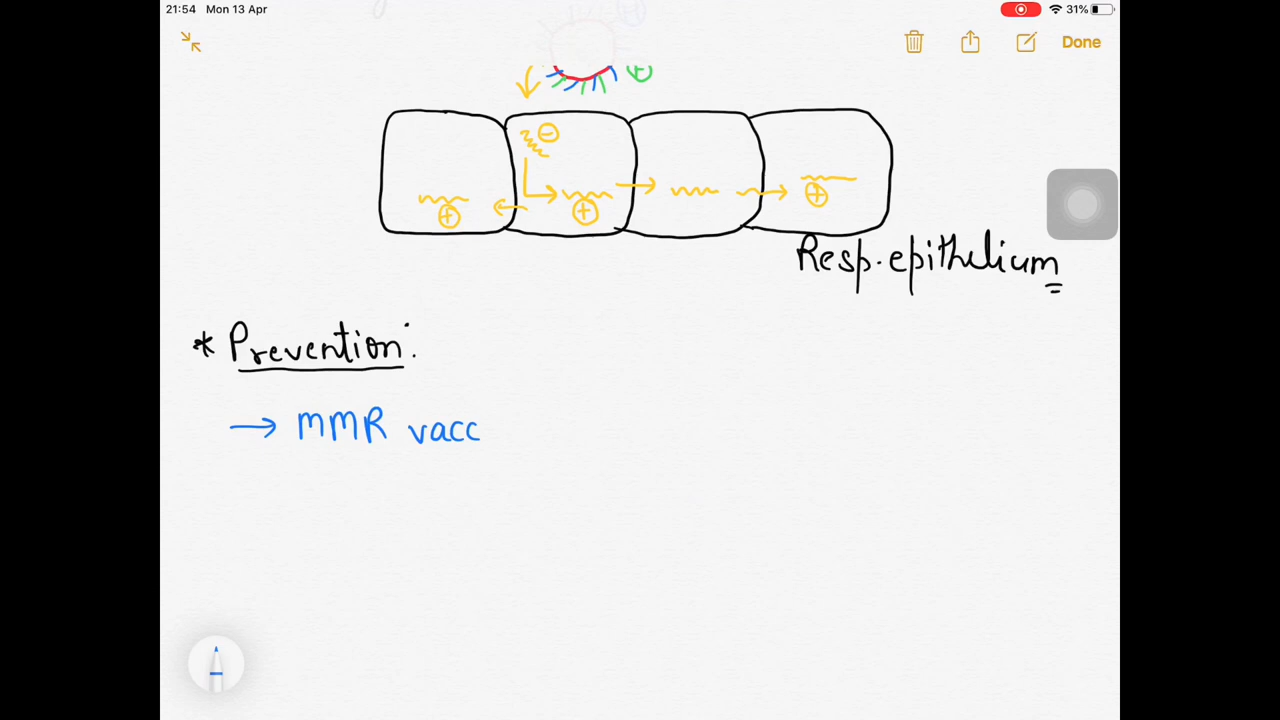 21:54 Mon 13 Apr 31%
Done
Resp. epithelium
* Prevention:
→ MMR vacc